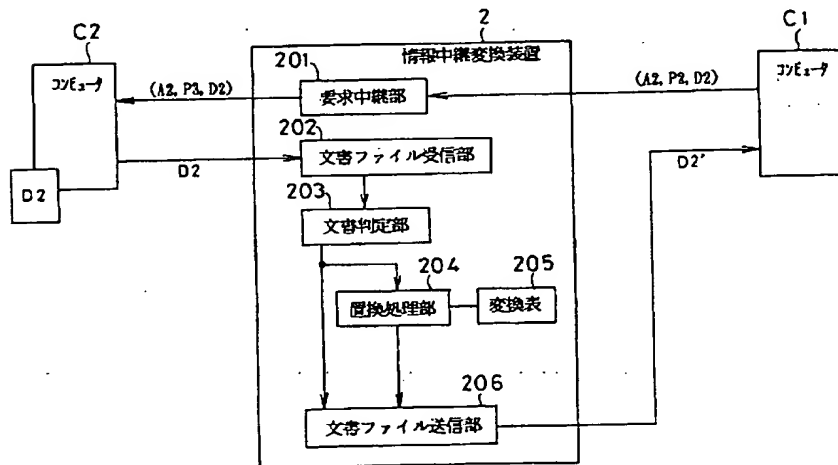 C2
2
C1
情報中継変換装置
201
コンピュータ
コンピュータ
(A2, P3, D2)
(A2, P2, D2)
要求中継部
202
文書ファイル受信部
D2
D2
D2'
203
文書判定部
204
205
置換処理部
変換表
206
文書ファイル送信部